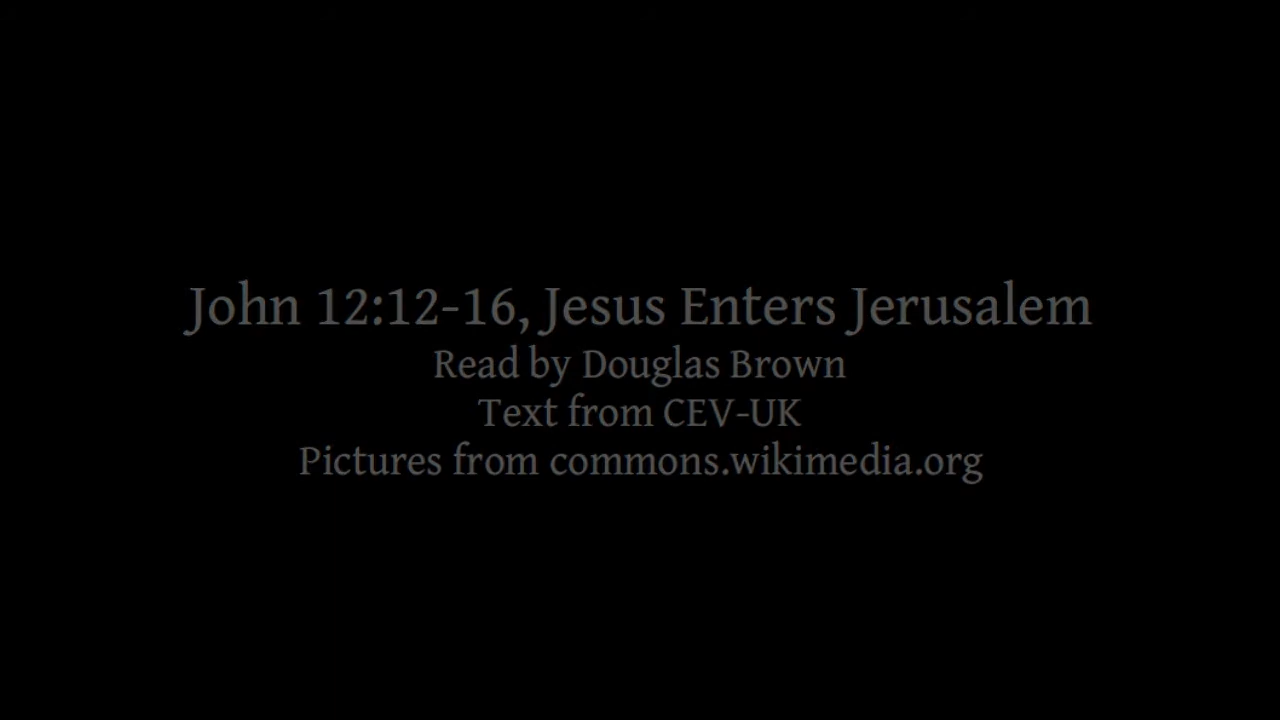 John 12:12-16, Jesus Enters Jerusalem
Read by Douglas Brown
Text from CEV-UK
Pictures from commons.wikimedia.org